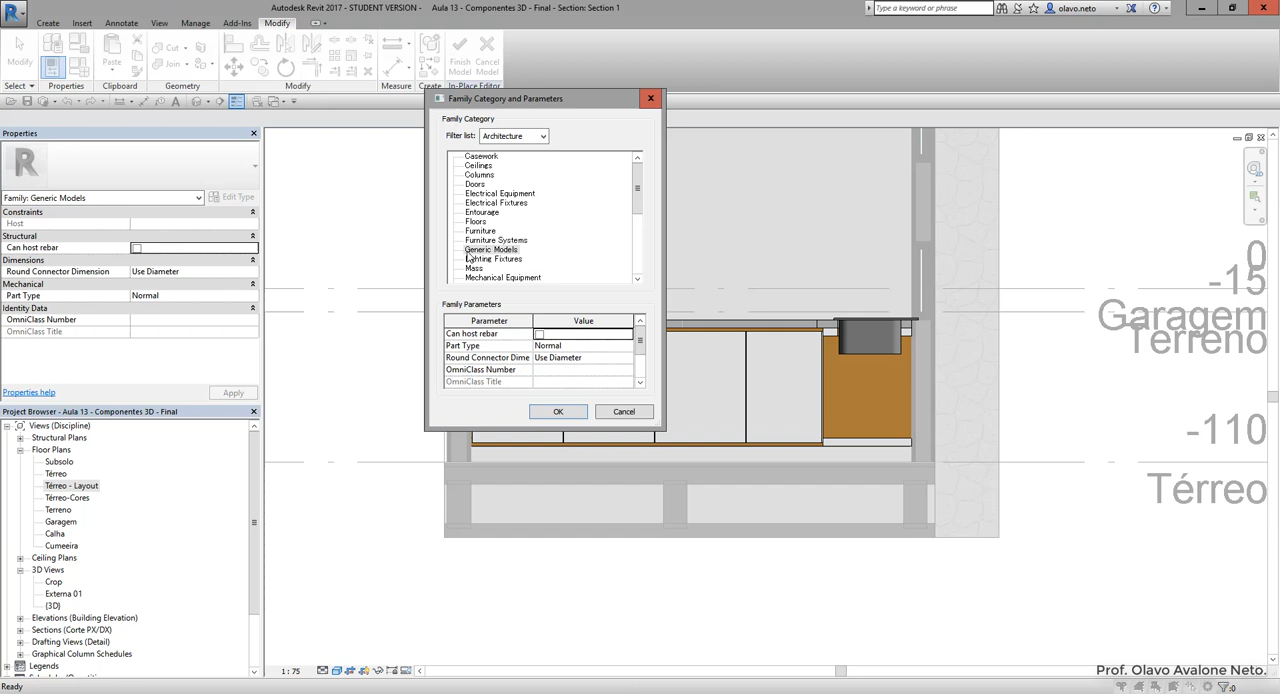 Autodesk Revit 2017 - STUDENT VERSION - Aula 13 - Componentes 3D - Final - Section: Section 1
Type a keyword or phrase
olavo.neto
Create Insert Annotate View Manage Add-Ins Modify
Modify
Paste
Cut
Join
Finish
Model
Cancel
Model
Select Properties Clipboard Geometry Modify Measure Create In-Place Editor
Properties
Family: Generic Models
Edit Type
Constraints
Host
Structural
Can host rebar
Dimensions
Round Connector Dimension Use Diameter
Mechanical
Part Type Normal
Identity Data
OmniClass Number
OmniClass Title
Properties help
Apply
Project Browser - Aula 13 - Componentes 3D - Final
Views (Discipline)
Structural Plans
Floor Plans
Subsolo
Térreo
Térreo - Layout
Térreo-Cores
Terreno
Garagem
Calha
Cumeeira
Ceiling Plans
3D Views
Crop
Externa 01
{3D}
Elevations (Building Elevation)
Sections (Corte PX/DX)
Drafting Views (Detail)
Graphical Column Schedules
Legends
Ready
Family Category and Parameters
Family Category
Filter list: Architecture
Casework
Ceilings
Columns
Doors
Electrical Equipment
Electrical Fixtures
Entourage
Floors
Furniture
Furniture Systems
Generic Models
Lighting Fixtures
Mass
Mechanical Equipment
Family Parameters
Parameter Value
Can host rebar
Part Type Normal
Round Connector Dime Use Diameter
OmniClass Number
OmniClass Title
OK Cancel
0
-15
Garagem
Terreno
-110
Térreo
1 : 75
Prof. Olavo Avalone Neto.
:0